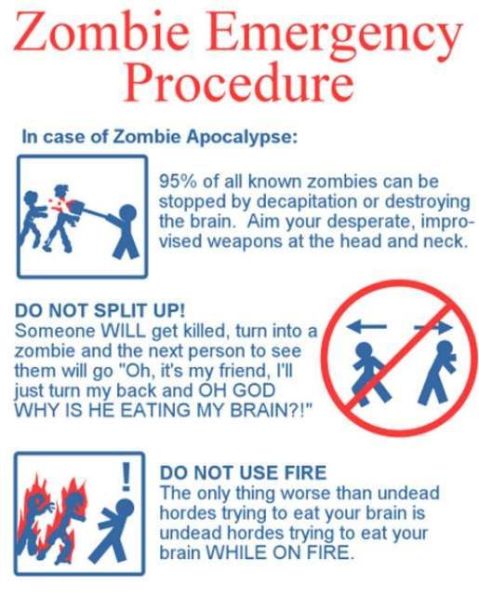 Zombie Emergency
Procedure
In case of Zombie Apocalypse:
95% of all known zombies can be
stopped by decapitation or destroying
the brain.  Aim your desperate, impro-
vised weapons at the head and neck.
DO NOT SPLIT UP!
Someone WILL get killed, turn into a
zombie and the next person to see
them will go "Oh, it's my friend, I'll
just turn my back and OH GOD
WHY IS HE EATING MY BRAIN?!"
!
DO NOT USE FIRE
The only thing worse than undead
hordes trying to eat your brain is
undead hordes trying to eat your
brain WHILE ON FIRE.